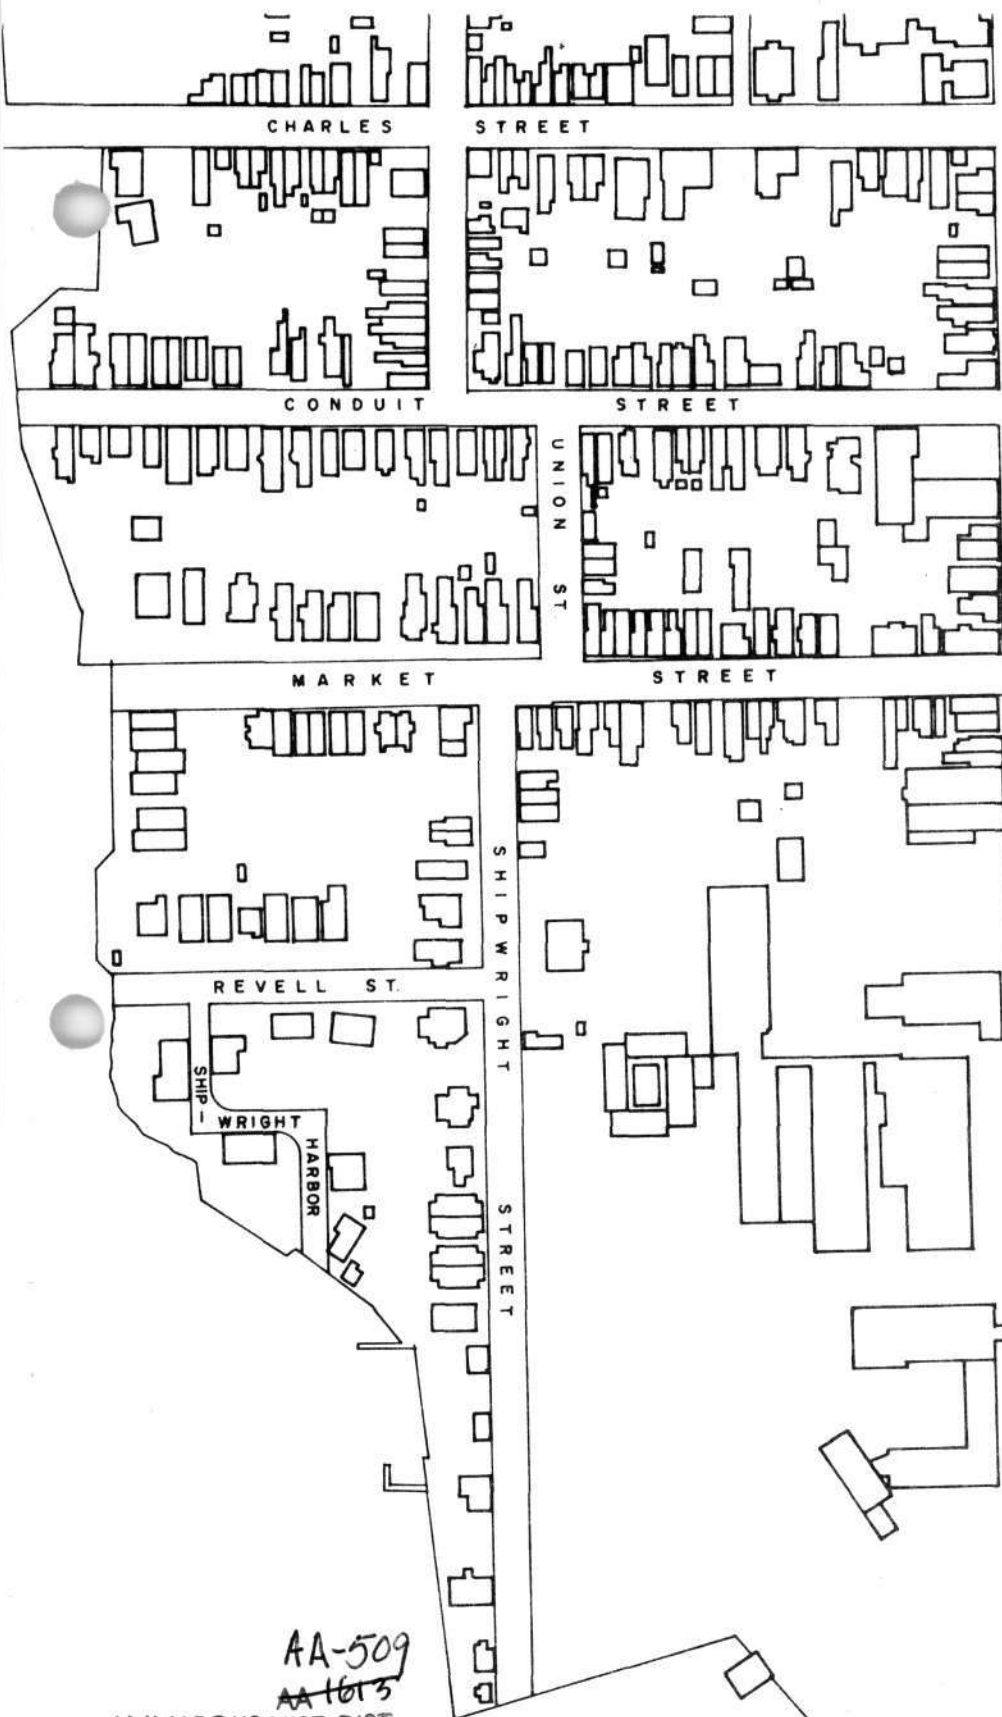 CHARLES STREET
CONDUIT STREET
UNION ST.
MARKET STREET
SHIPWRIGHT STREET
REVELL ST.
SHIP-
WRIGHT
HARBOR
AA-509
AA 1613